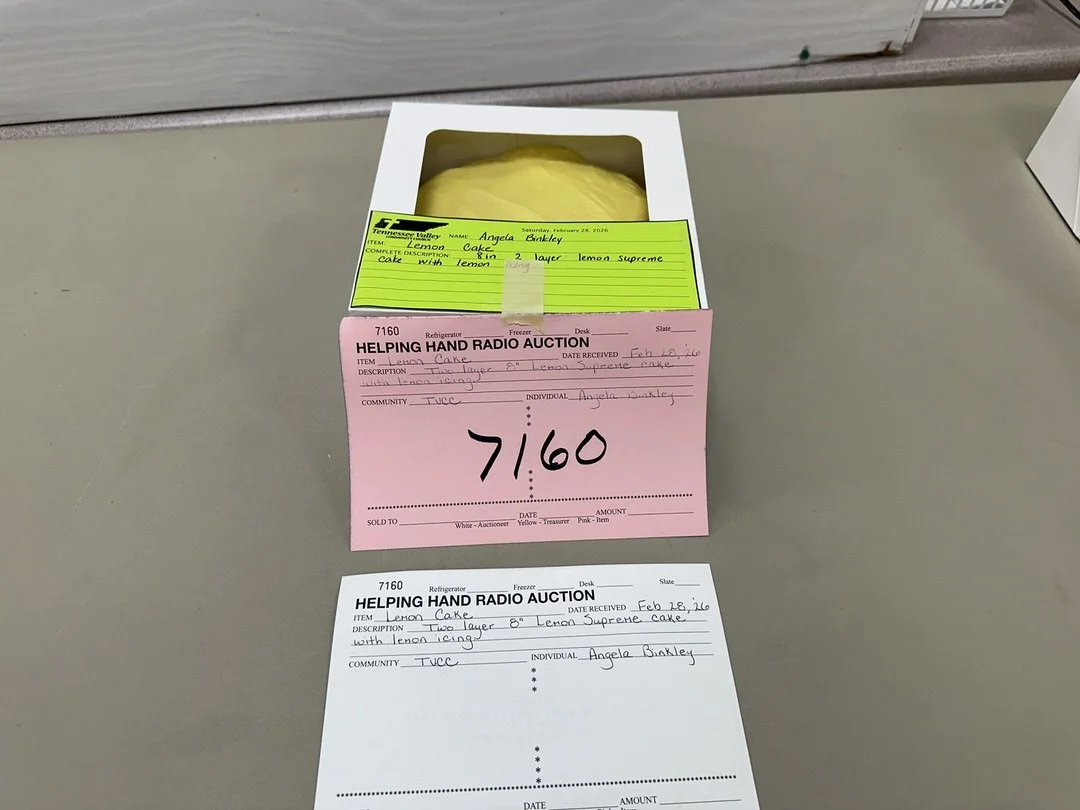 Saturday, February 28, 2026
Tennessee Valley
COMMUNITY CHURCH
NAME: Angela Binkley
ITEM: Lemon Cake
COMPLETE DESCRIPTION: 8in 2 layer lemon supreme
cake with lemon icing
7160 Refrigerator Freezer Desk Slate
HELPING HAND RADIO AUCTION
ITEM Lemon Cake DATE RECEIVED Feb 28, '26
DESCRIPTION Two layer 8" Lemon Supreme cake
with lemon icing
COMMUNITY TVCC INDIVIDUAL Angela Binkley
7160
SOLD TO DATE AMOUNT
White - Auctioneer Yellow - Treasurer Pink - Item
7160 Refrigerator Freezer Desk Slate
HELPING HAND RADIO AUCTION
ITEM Lemon Cake DATE RECEIVED Feb 28, '26
DESCRIPTION Two layer 8" Lemon Supreme cake
with lemon icing
COMMUNITY TVCC INDIVIDUAL Angela Binkley
DATE AMOUNT